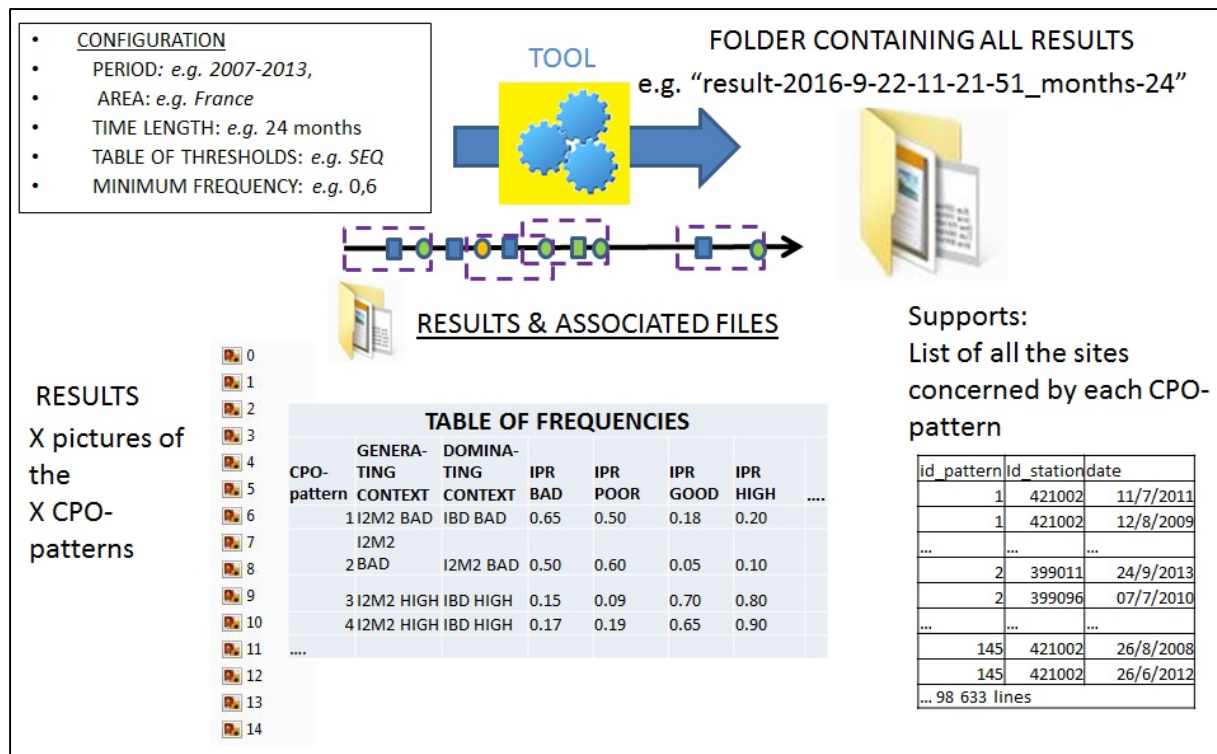 • CONFIGURATION
• PERIOD: e.g. 2007-2013,
• AREA: e.g. France
• TIME LENGTH: e.g. 24 months
• TABLE OF THRESHOLDS: e.g. SEQ
• MINIMUM FREQUENCY: e.g. 0,6
TOOL
FOLDER CONTAINING ALL RESULTS
e.g. “result-2016-9-22-11-21-51_months-24”
RESULTS & ASSOCIATED FILES
RESULTS
X pictures of
the
X CPO-
patterns
0
1
2
3
4
5
6
7
8
9
10
11
12
13
14
TABLE OF FREQUENCIES
CPO-pattern GENERA-TING CONTEXT DOMINA-TING CONTEXT IPR BAD IPR POOR IPR GOOD IPR HIGH ....
1 I2M2 BAD IBD BAD 0.65 0.50 0.18 0.20
2 I2M2 BAD I2M2 BAD 0.50 0.60 0.05 0.10
3 I2M2 HIGH IBD HIGH 0.15 0.09 0.70 0.80
4 I2M2 HIGH IBD HIGH 0.17 0.19 0.65 0.90
....
Supports:
List of all the sites
concerned by each CPO-
pattern
id_pattern Id_station date
1 421002 11/7/2011
1 421002 12/8/2009
... ... ...
2 399011 24/9/2013
2 399096 07/7/2010
... ... ...
145 421002 26/8/2008
145 421002 26/6/2012
... 98 633 lines